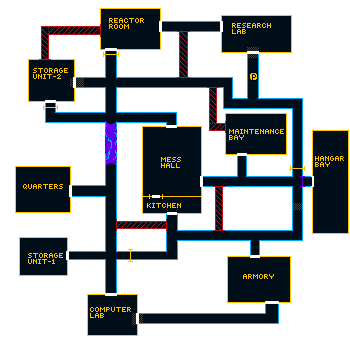 REACTOR
ROOM
RESEARCH
LAB
STORAGE
UNIT-2
P
MAINTENANCE
BAY
MESS
HALL
HANGAR
BAY
QUARTERS
KITCHEN
STORAGE
UNIT-1
ARMORY
COMPUTER
LAB